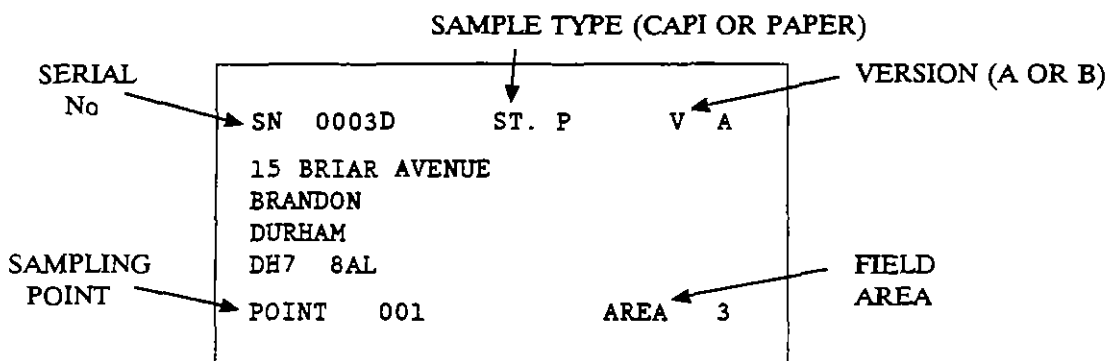 SAMPLE TYPE (CAPI OR PAPER)
SERIAL
No
VERSION (A OR B)
SN 0003D ST. P V A
15 BRIAR AVENUE
BRANDON
DURHAM
DH7 8AL
SAMPLING
POINT
FIELD
AREA
POINT 001 AREA 3